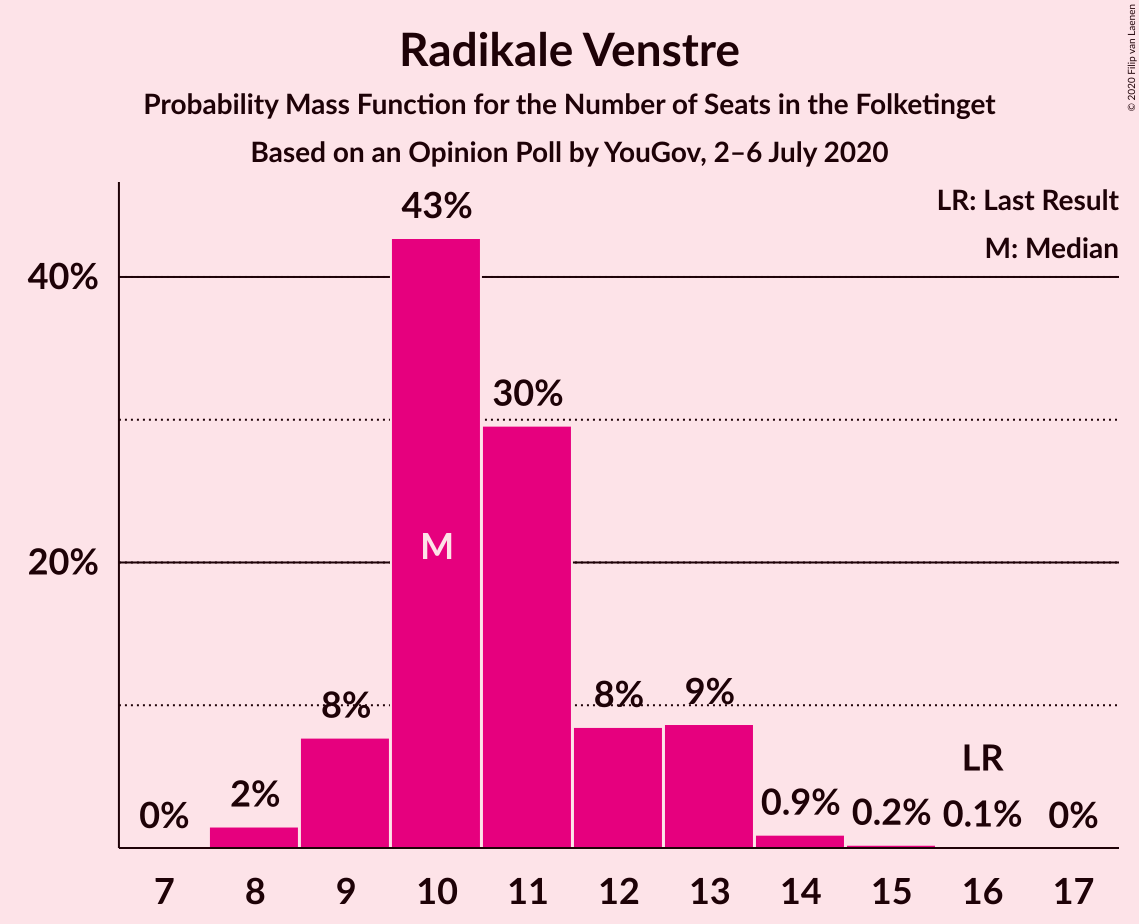 Radikale Venstre
Probability Mass Function for the Number of Seats in the Folketinget
Based on an Opinion Poll by YouGov, 2–6 July 2020
© 2020 Filip van Laenen
LR: Last Result
M: Median
40%
20%
0%
2%
8%
43%
30%
8%
9%
0.9%
0.2%
0.1%
0%
M
LR
7 8 9 10 11 12 13 14 15 16 17